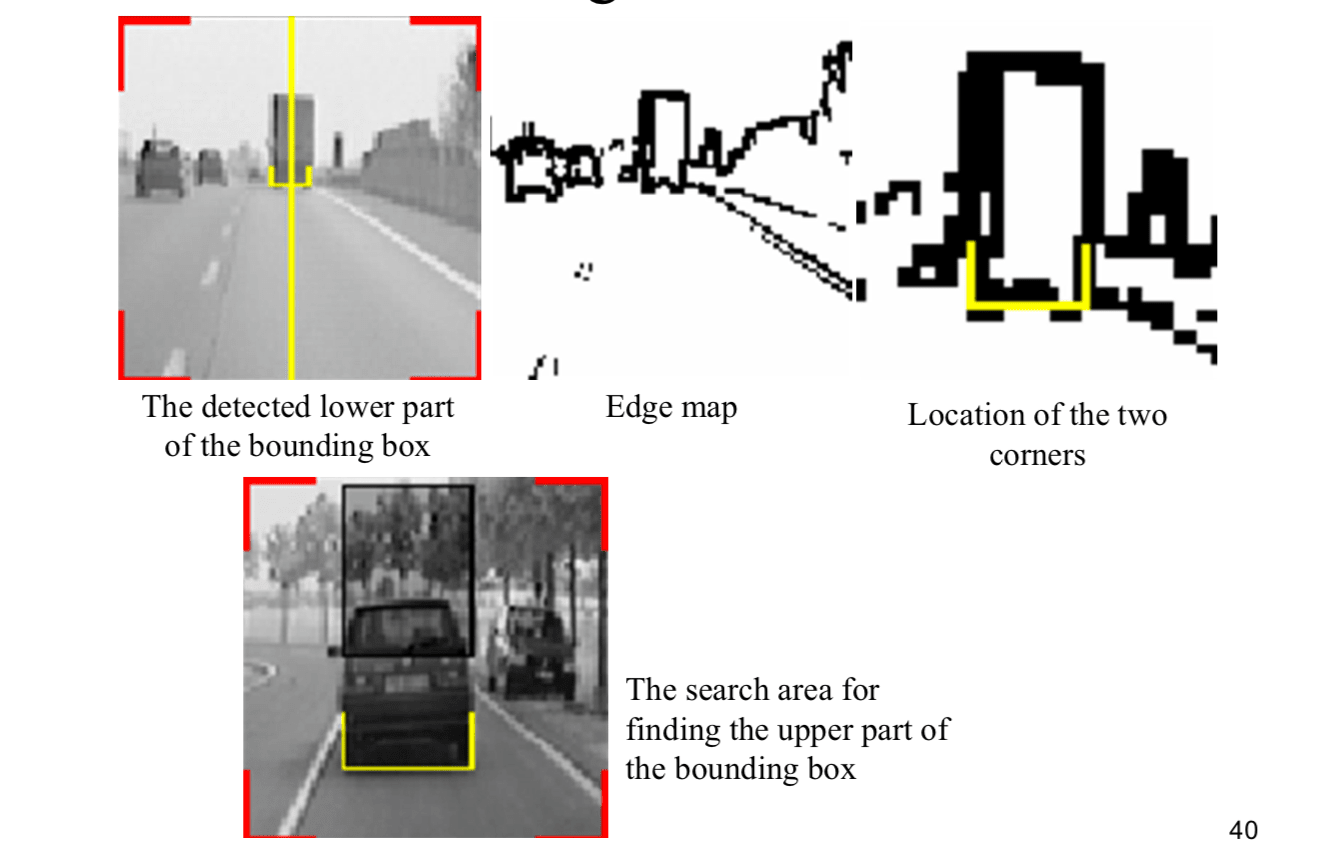 The detected lower part
of the bounding box
Edge map
Location of the two
corners
The search area for
finding the upper part of
the bounding box
40